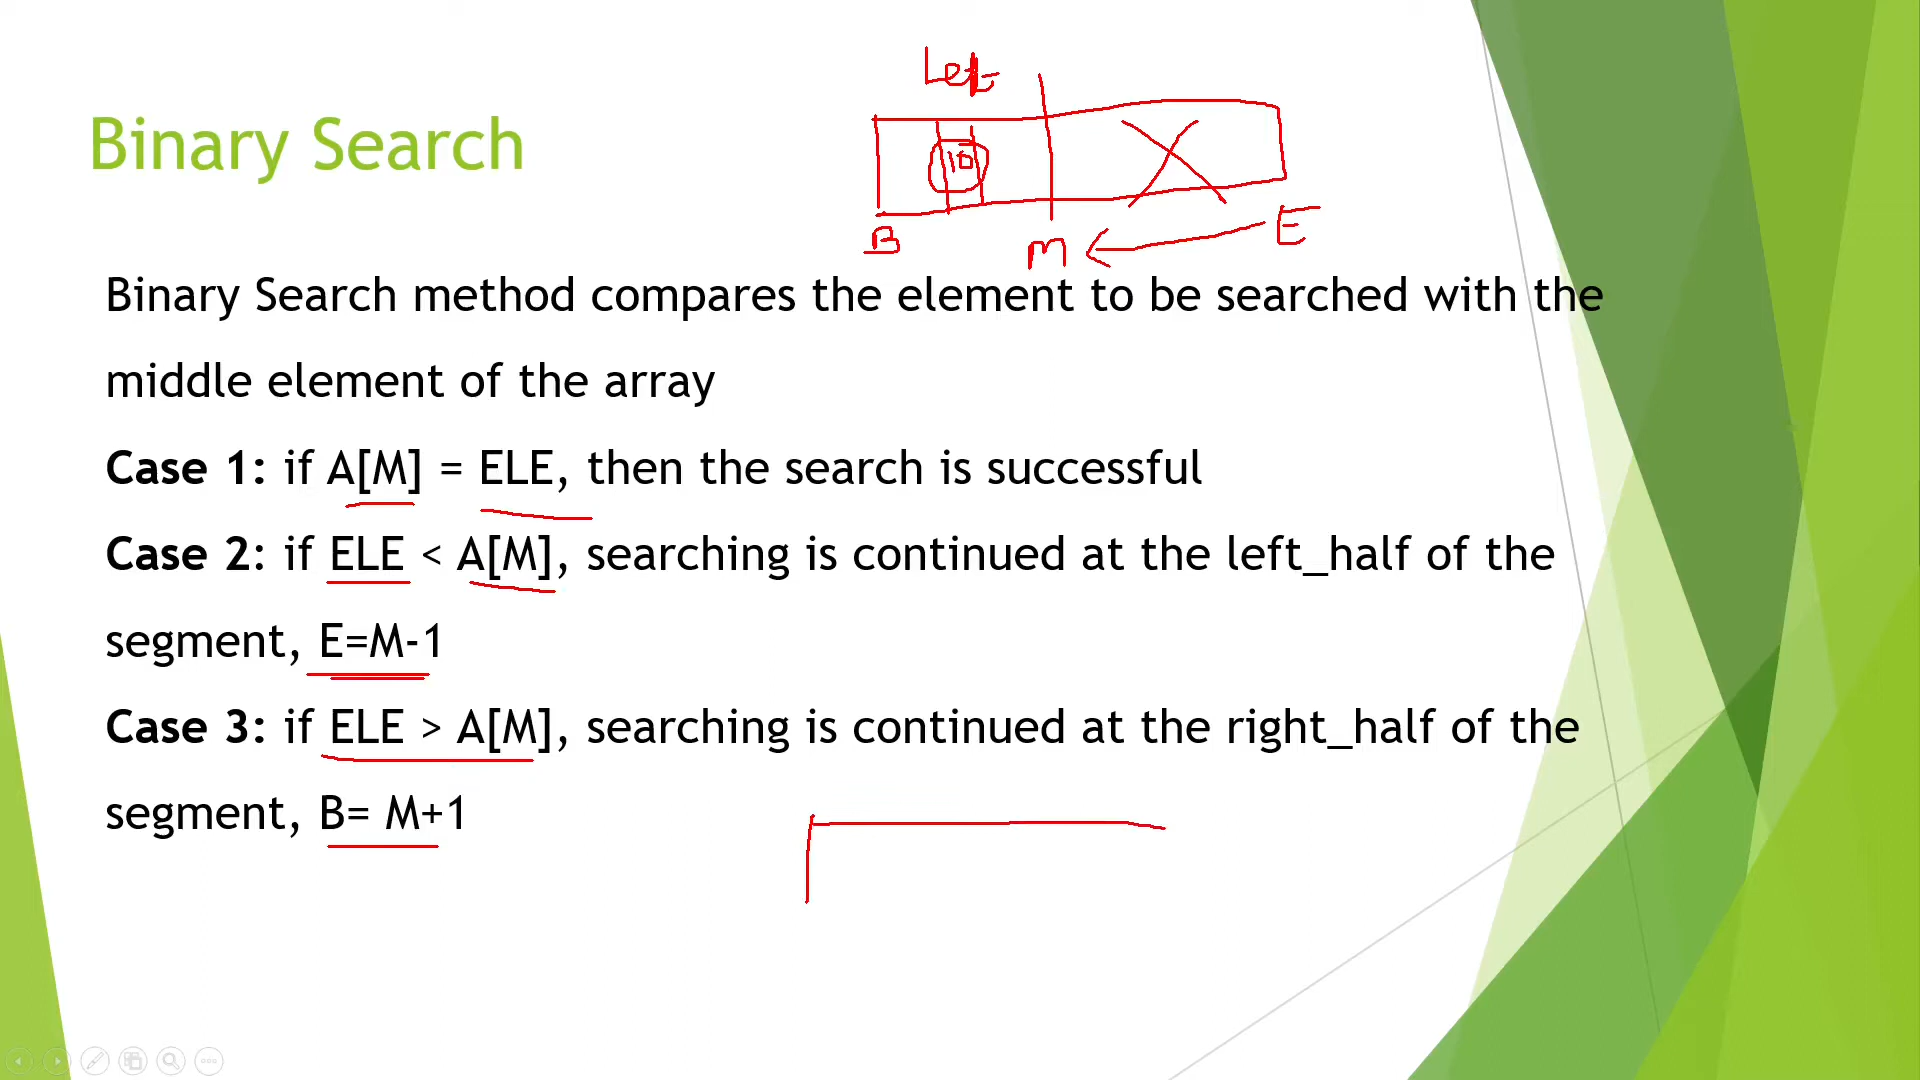 Left
Binary Search
10
B M E
Binary Search method compares the element to be searched with the
middle element of the array
Case 1: if A[M] = ELE, then the search is successful
Case 2: if ELE < A[M], searching is continued at the left_half of the
segment, E=M-1
Case 3: if ELE > A[M], searching is continued at the right_half of the
segment, B= M+1